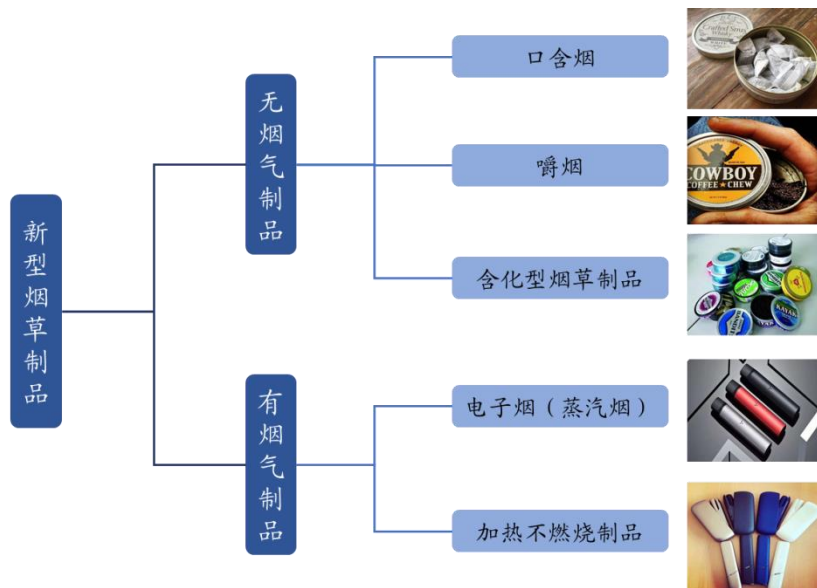 新型烟草制品
无烟气制品
口含烟
嚼烟
COWBOY
COFFEE★CHEW
含化型烟草制品
有烟气制品
电子烟（蒸汽烟）
加热不燃烧制品